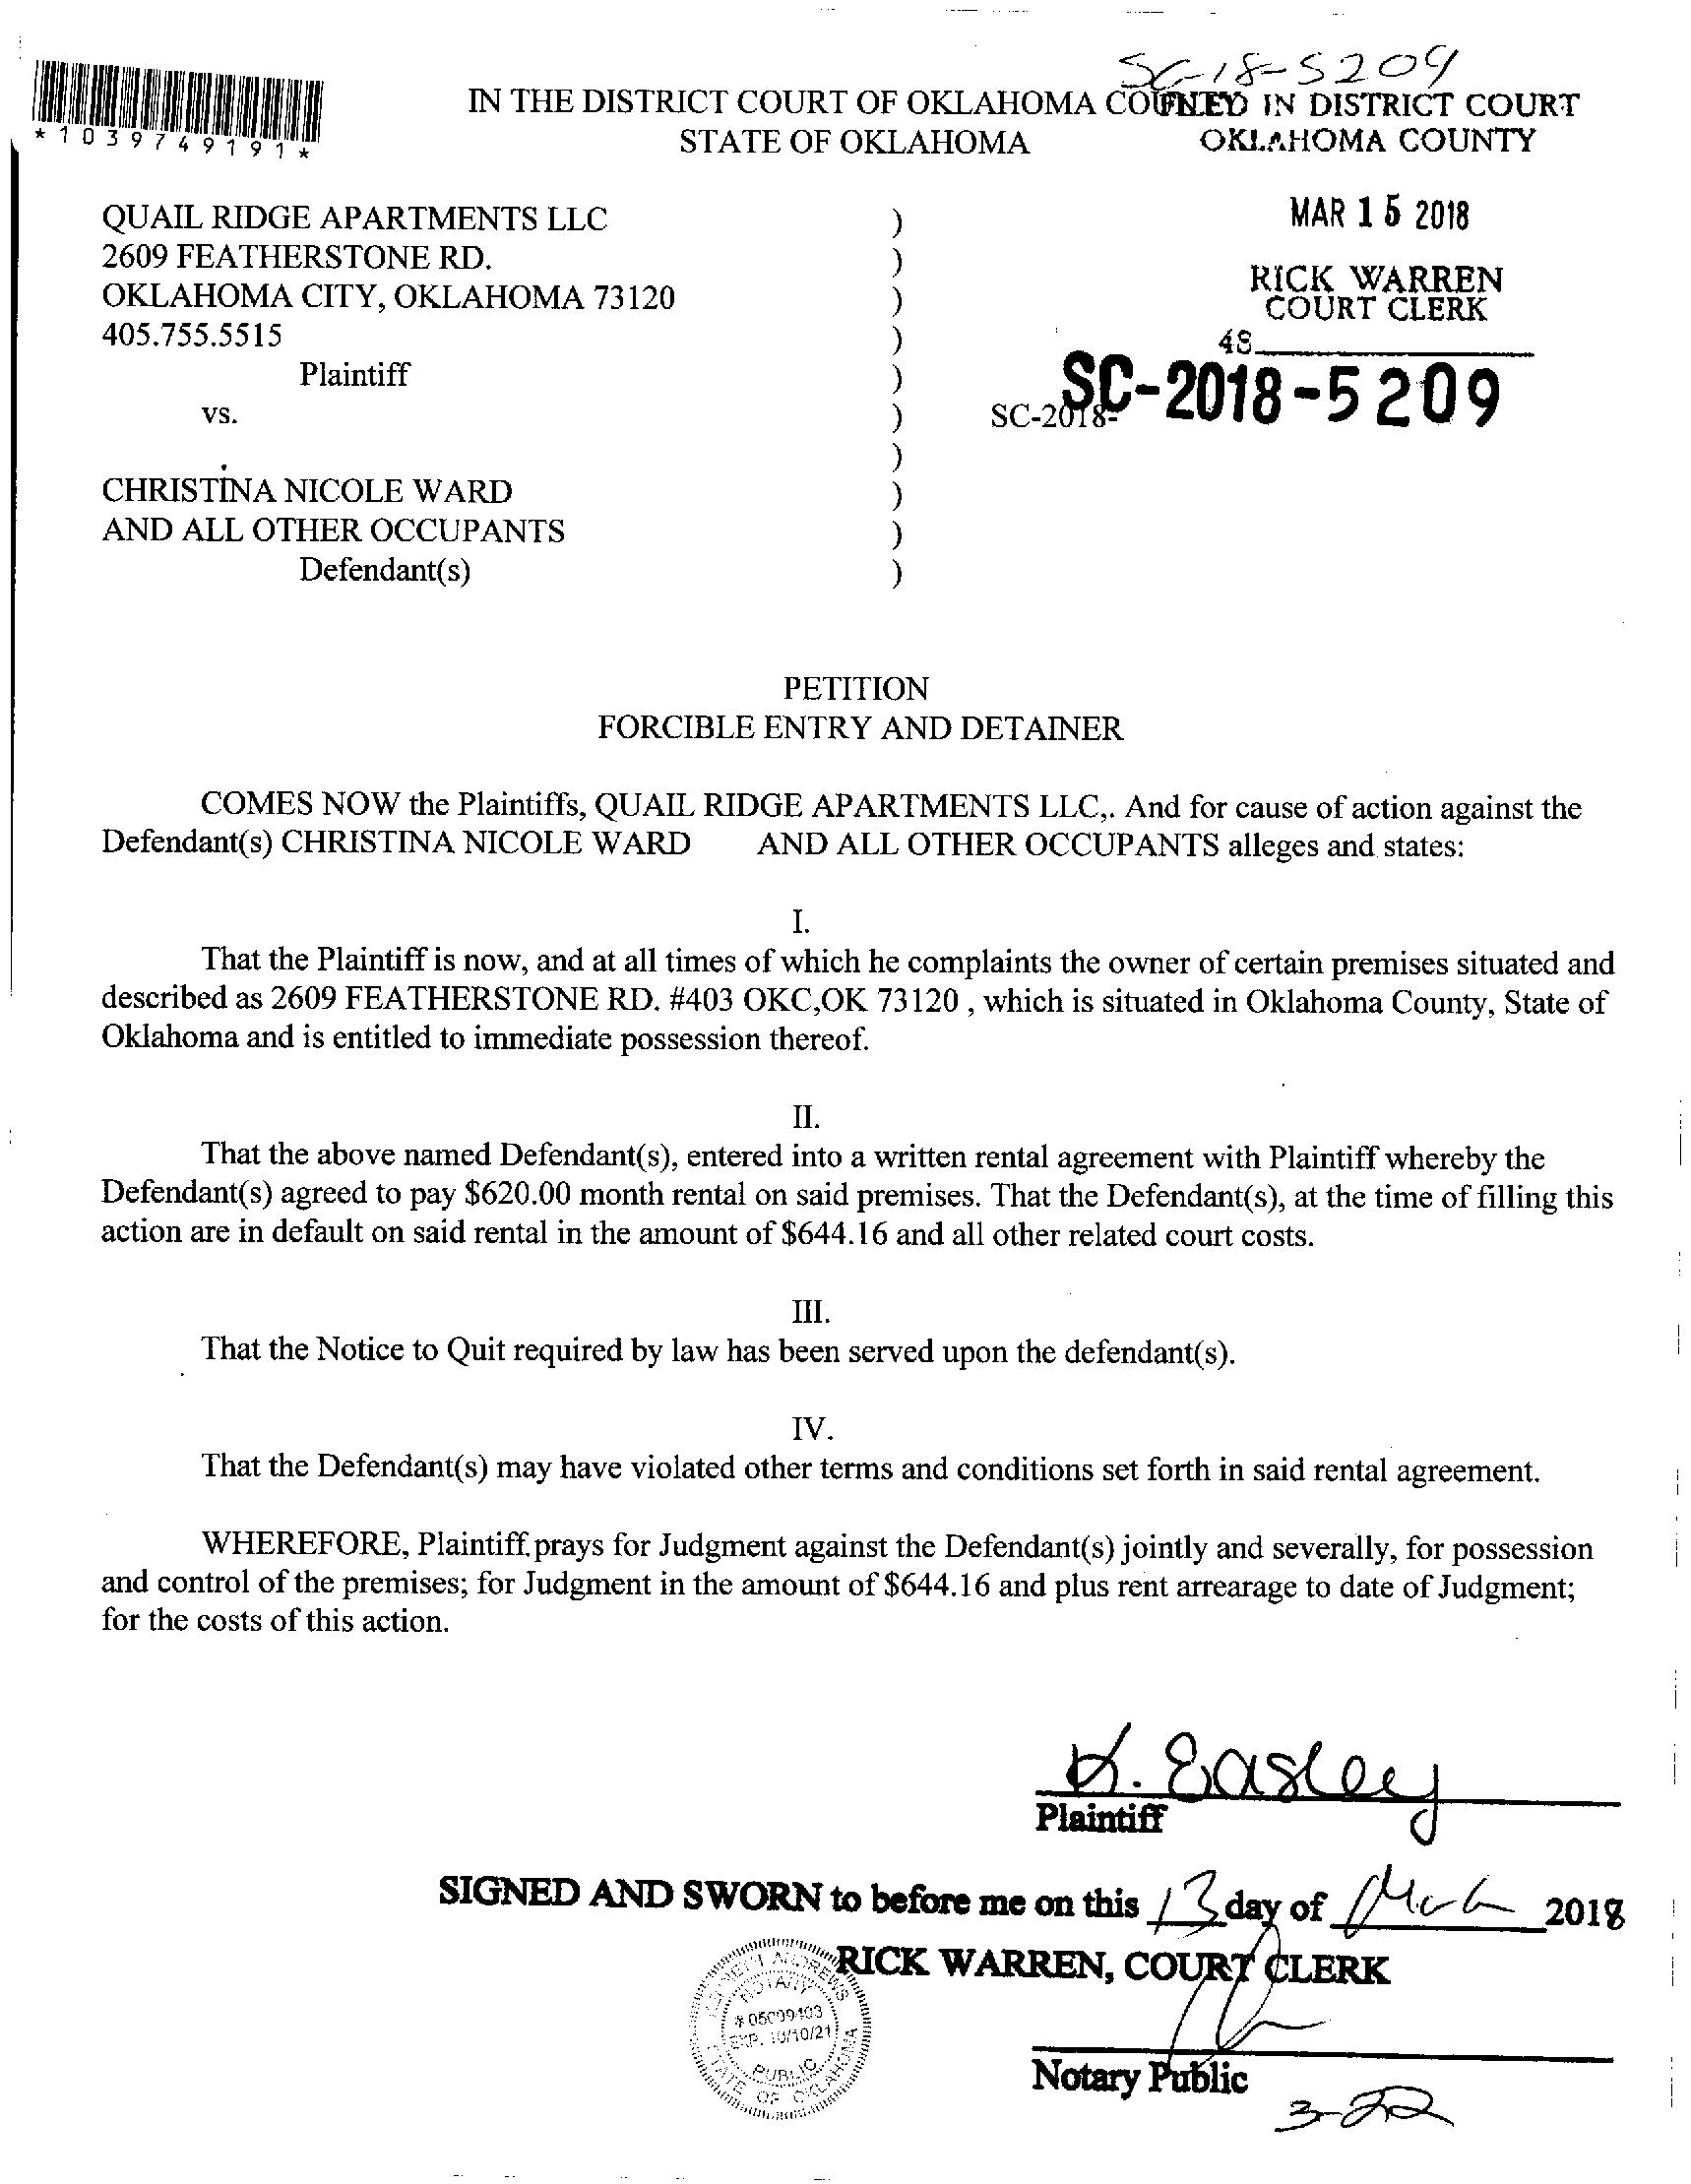 SC-18-5209
*1039749191*
IN THE DISTRICT COURT OF OKLAHOMA COUNTY
STATE OF OKLAHOMA
FILED IN DISTRICT COURT
OKLAHOMA COUNTY
MAR 15 2018
RICK WARREN
COURT CLERK
48
SC-2018-
SC-2018-5209
QUAIL RIDGE APARTMENTS LLC )
2609 FEATHERSTONE RD. )
OKLAHOMA CITY, OKLAHOMA 73120 )
405.755.5515 )
Plaintiff )
vs. )
)
CHRISTINA NICOLE WARD )
AND ALL OTHER OCCUPANTS )
Defendant(s) )
PETITION
FORCIBLE ENTRY AND DETAINER
COMES NOW the Plaintiffs, QUAIL RIDGE APARTMENTS LLC,. And for cause of action against the
Defendant(s) CHRISTINA NICOLE WARD AND ALL OTHER OCCUPANTS alleges and states:
I.
That the Plaintiff is now, and at all times of which he complaints the owner of certain premises situated and
described as 2609 FEATHERSTONE RD. #403 OKC,OK 73120 , which is situated in Oklahoma County, State of
Oklahoma and is entitled to immediate possession thereof.
II.
That the above named Defendant(s), entered into a written rental agreement with Plaintiff whereby the
Defendant(s) agreed to pay $620.00 month rental on said premises. That the Defendant(s), at the time of filling this
action are in default on said rental in the amount of $644.16 and all other related court costs.
III.
That the Notice to Quit required by law has been served upon the defendant(s).
IV.
That the Defendant(s) may have violated other terms and conditions set forth in said rental agreement.
WHEREFORE, Plaintiff prays for Judgment against the Defendant(s) jointly and severally, for possession
and control of the premises; for Judgment in the amount of $644.16 and plus rent arrearage to date of Judgment;
for the costs of this action.
K. Easley
Plaintiff
SIGNED AND SWORN to before me on this 13 day of March 2018
RICK WARREN, COURT CLERK
ANDREWS
NOTARY
# 05009403
EXP. 10/10/21
PUBLIC
STATE OF OKLAHOMA
Notary Public
3-22